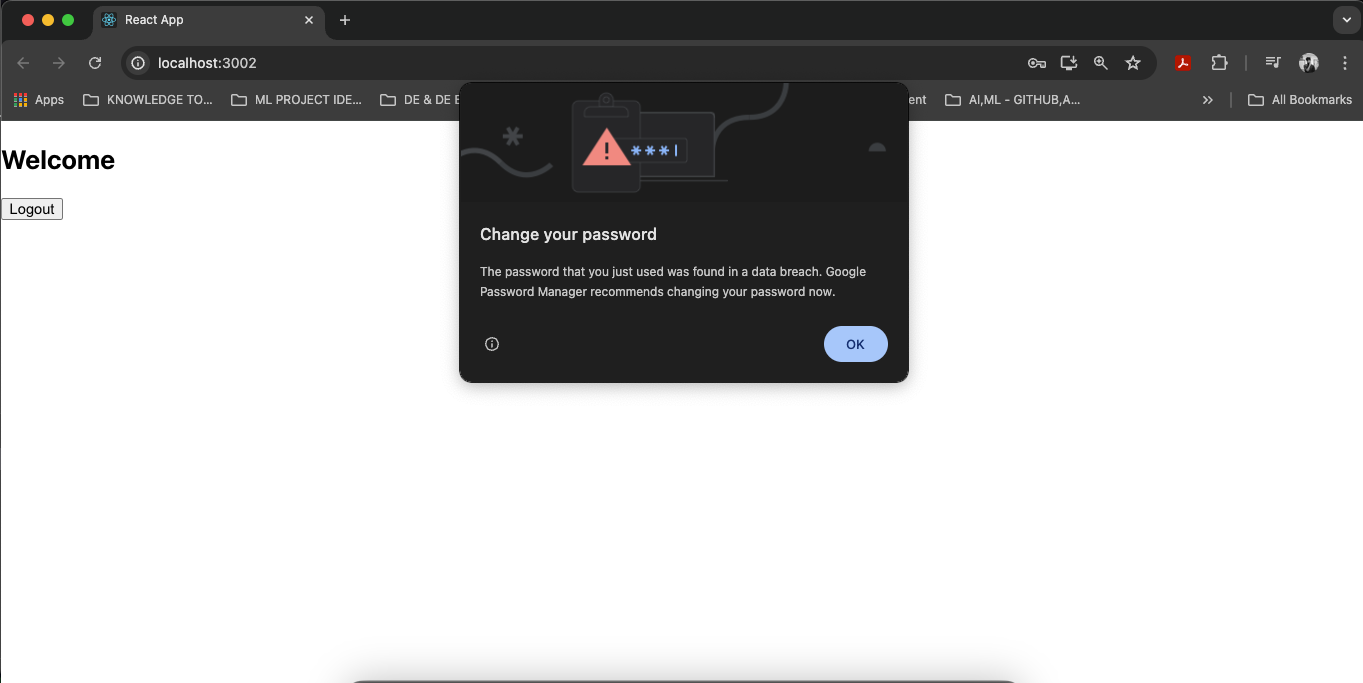 React App
localhost:3002
Apps
KNOWLEDGE TO...
ML PROJECT IDE...
DE & DE
ent
AI,ML - GITHUB,A...
All Bookmarks
Welcome
Logout
***
Change your password
The password that you just used was found in a data breach. Google
Password Manager recommends changing your password now.
OK